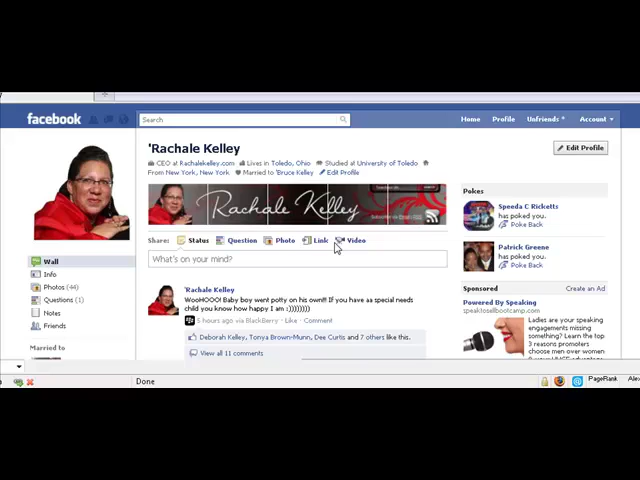 facebook
Search
Home Profile Unfriends Account
'Rachale Kelley
Edit Profile
CEO at Rachalekelley.com Lives in Toledo, Ohio Studied at University of Toledo
From New York, New York Married to 'Bruce Kelley Edit Profile
Rachale Kelley
Pokes
Speeda C Ricketts
has poked you.
Poke Back
Patrick Greene
has poked you.
Poke Back
Share: Status Question Photo Link Video
What's on your mind?
Wall
Info
Photos (44)
Questions (1)
Notes
Friends
Married to
'Rachale Kelley
WooHOOO! Baby boy went potty on his own!!! If you have aa special needs
child you know how happy I am :))))))))
5 hours ago via BlackBerry · Like · Comment
Deborah Kelley, Tonya Brown-Munn, Dee Curtis and 7 others like this.
View all 11 comments
Sponsored Create an Ad
Powered By Speaking
speaktosellbootcamp.com
Ladies are your speaking
engagements missing
something? Learn the top
3 reasons promoters
choose men over women
Done
PageRank
Alex